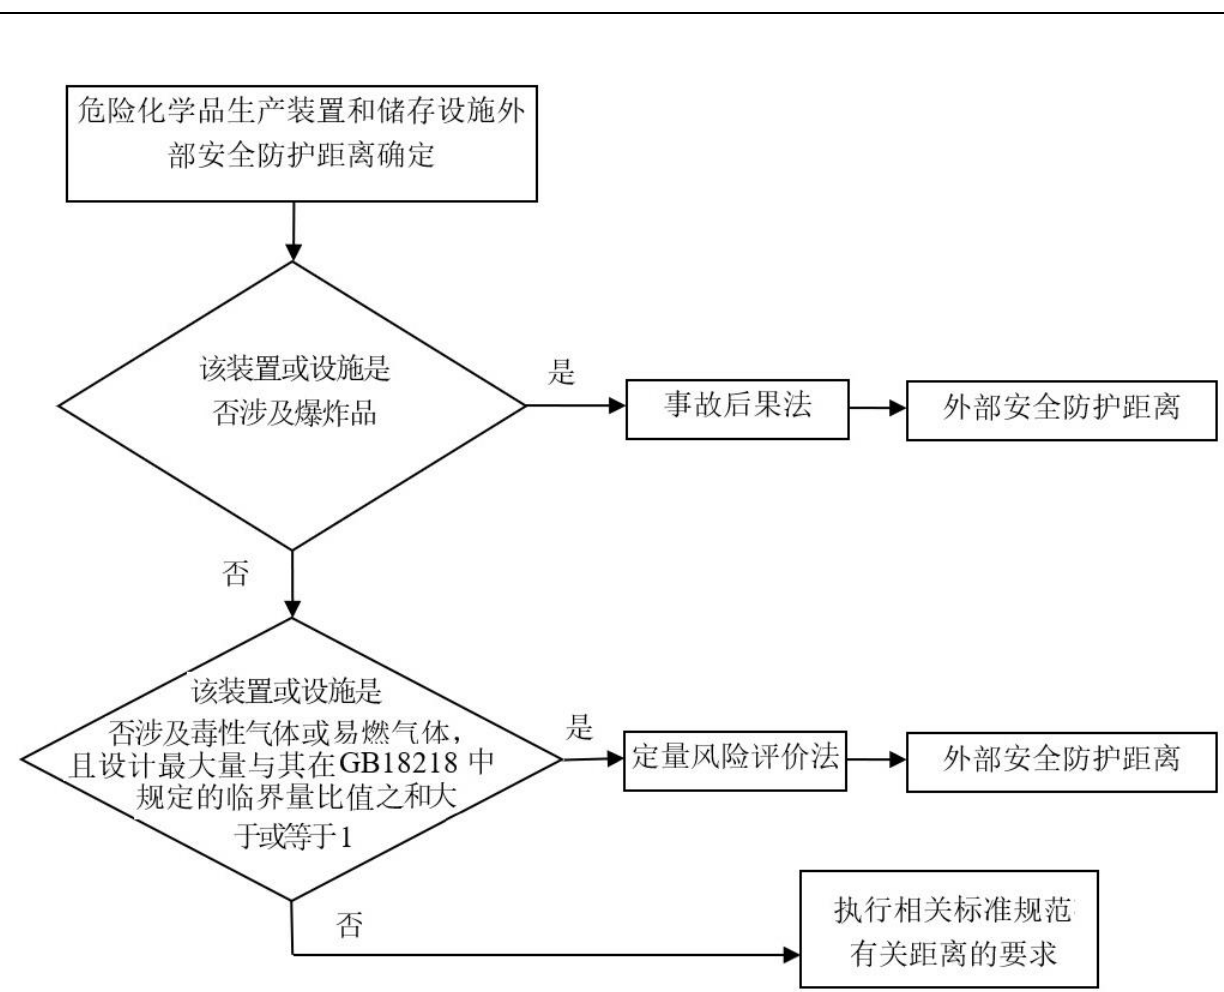 危险化学品生产装置和储存设施外
部安全防护距离确定
该装置或设施是
否涉及爆炸品
是
事故后果法
外部安全防护距离
否
该装置或设施是
否涉及毒性气体或易燃气体，
且设计最大量与其在GB18218中
规定的临界量比值之和大
于或等于1
是
定量风险评价法
外部安全防护距离
否
执行相关标准规范
有关距离的要求